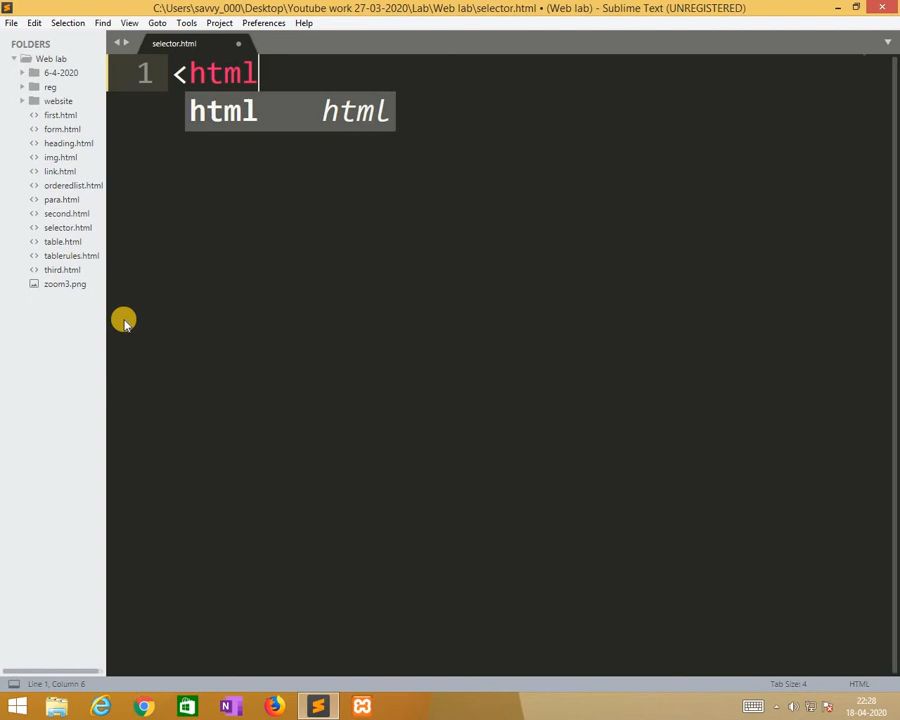 C:\Users\savvy_000\Desktop\Youtube work 27-03-2020\Lab\Web lab\selector.html • (Web lab) - Sublime Text (UNREGISTERED)
File Edit Selection Find View Goto Tools Project Preferences Help
FOLDERS
Web lab
6-4-2020
reg
website
first.html
form.html
heading.html
img.html
link.html
orderedlist.html
para.html
second.html
selector.html
table.html
tablerules.html
third.html
zoom3.png
selector.html
1 <html
html html
Line 1, Column 6
Tab Size: 4 HTML
22:28
18-04-2020